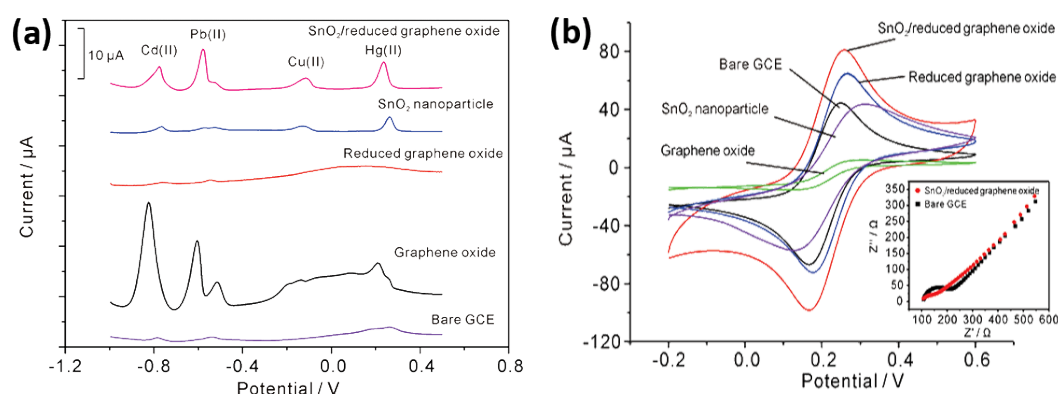 (a)
10 µA
SnO₂/reduced graphene oxide
Cd(II)
Pb(II)
Cu(II)
Hg(II)
SnO₂ nanoparticle
Reduced graphene oxide
Graphene oxide
Bare GCE
Current / µA
-1.2
-0.8
-0.4
0.0
0.4
0.8
Potential / V
(b)
80
40
0
-40
-80
-120
Current / µA
SnO₂/reduced graphene oxide
Bare GCE
Reduced graphene oxide
SnO₂ nanoparticle
Graphene oxide
-0.2
0.0
0.2
0.4
0.6
Potential / V
350
300
250
200
150
100
50
0
Z'' / Ω
SnO₂/reduced graphene oxide
Bare GCE
0 100 200 300 400 500 600
Z' / Ω